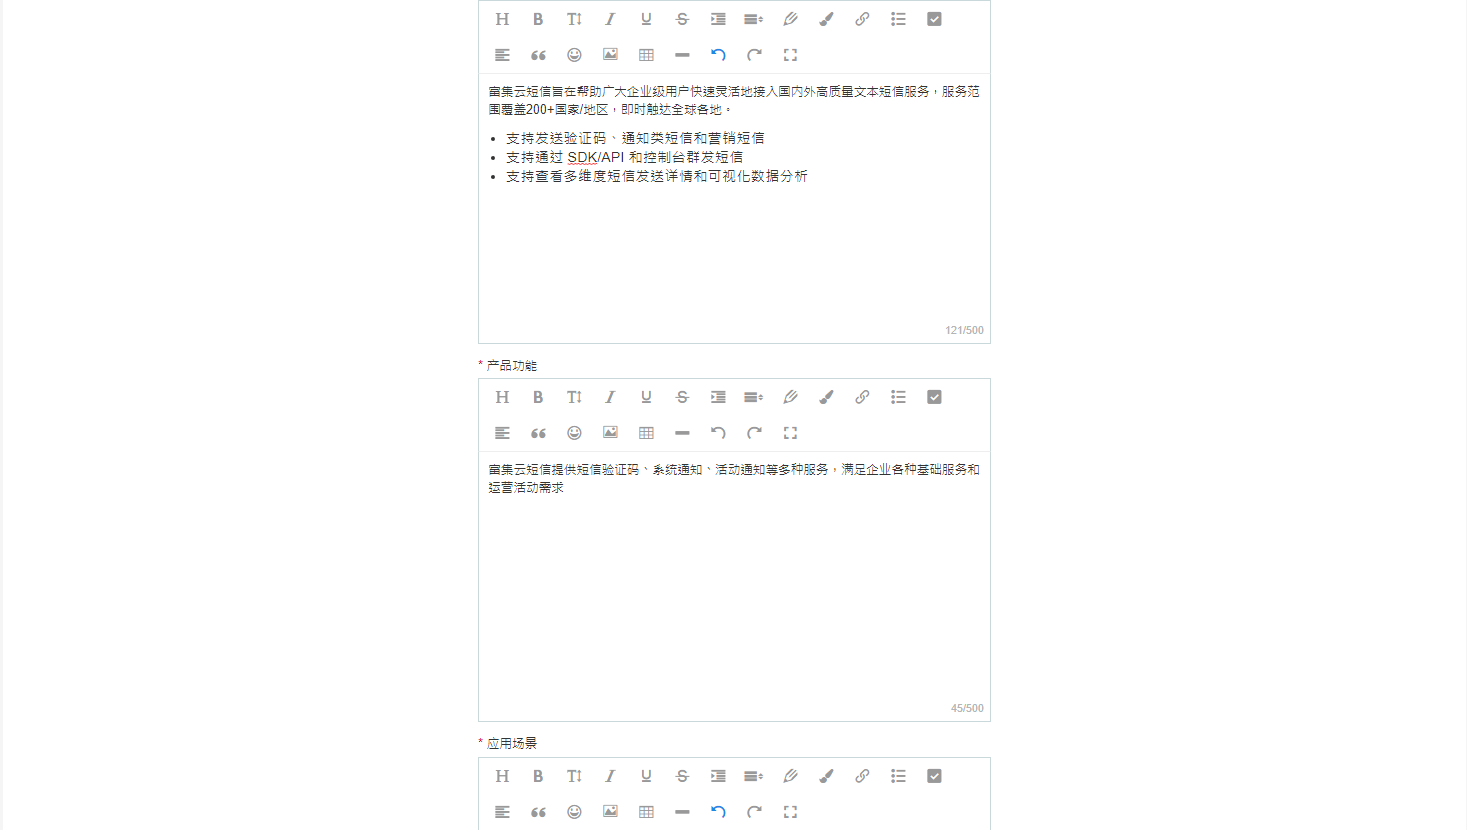 富集云短信旨在帮助广大企业级用户快速灵活地接入国内外高质量文本短信服务，服务范
围覆盖200+国家/地区，即时触达全球各地。
支持发送验证码、通知类短信和营销短信
支持通过 SDK/API 和控制台群发短信
支持查看多维度短信发送详情和可视化数据分析
121/500
* 产品功能
富集云短信提供短信验证码、系统通知、活动通知等多种服务，满足企业各种基础服务和
运营活动需求
45/500
* 应用场景